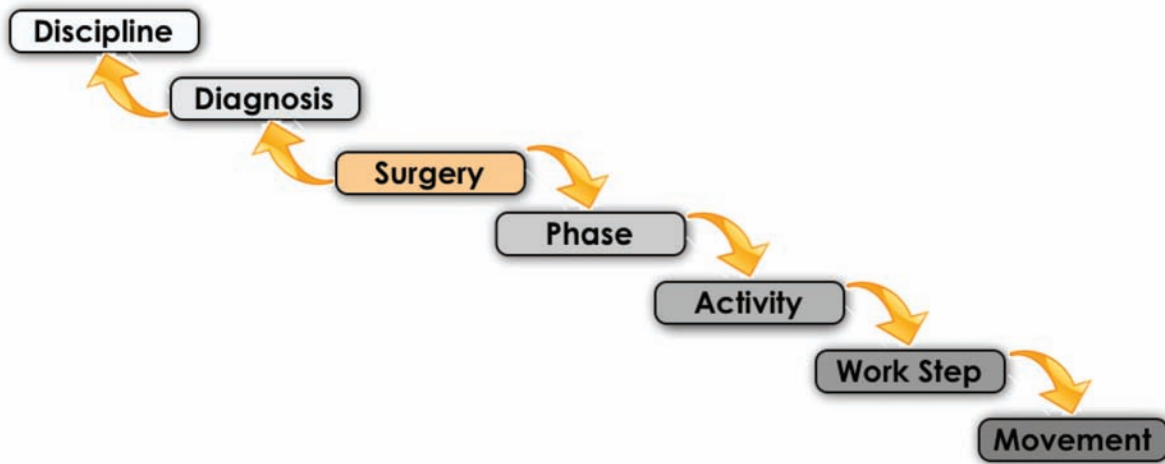 Discipline
Diagnosis
Surgery
Phase
Activity
Work Step
Movement